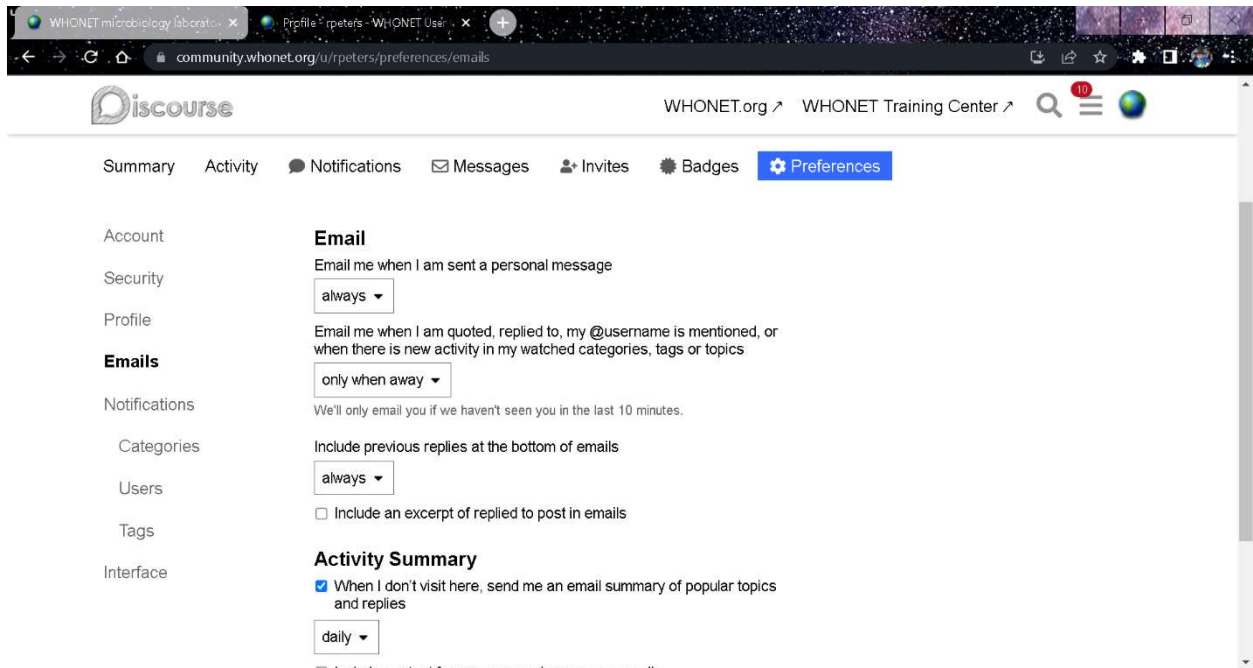 WHONET microbiology laborato
Profile - rpeters - WHONET User
community.whonet.org/u/rpeters/preferences/emails
Discourse
WHONET.org ↗ WHONET Training Center ↗
10
Summary Activity Notifications Messages Invites Badges Preferences
Account
Security
Profile
Emails
Notifications
Categories
Users
Tags
Interface
Email
Email me when I am sent a personal message
always
Email me when I am quoted, replied to, my @username is mentioned, or
when there is new activity in my watched categories, tags or topics
only when away
We'll only email you if we haven't seen you in the last 10 minutes.
Include previous replies at the bottom of emails
always
Include an excerpt of replied to post in emails
Activity Summary
When I don't visit here, send me an email summary of popular topics
and replies
daily